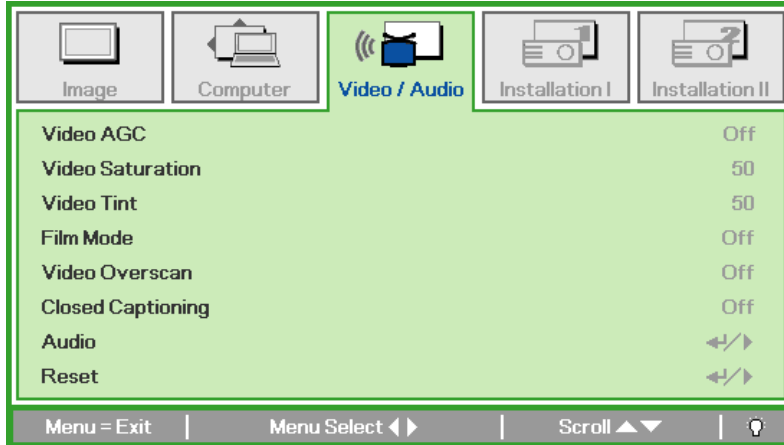 Image Computer Video / Audio Installation I Installation II
Video AGC Off
Video Saturation 50
Video Tint 50
Film Mode Off
Video Overscan Off
Closed Captioning Off
Audio
Reset
Menu = Exit Menu Select Scroll